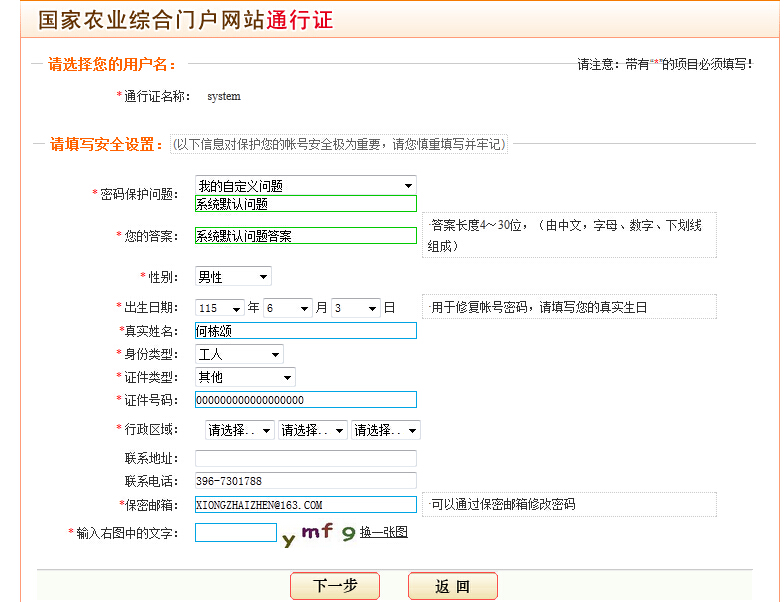 国家农业综合门户网站通行证
请选择您的用户名： 请注意：带有“*”的项目必须填写！
*通行证名称： system
请填写安全设置： (以下信息对保护您的帐号安全极为重要，请您慎重填写并牢记)
*密码保护问题： 我的自定义问题
系统默认问题
*您的答案： 系统默认问题答案 ·答案长度4～30位，（由中文，字母、数字、下划线
组成）
*性别： 男性
*出生日期： 115 年 6 月 3 日 ·用于修复帐号密码，请填写您的真实生日
*真实姓名： 何栋颂
*身份类型： 工人
*证件类型： 其他
*证件号码： 000000000000000000
*行政区域： 请选择.. 请选择.. 请选择..
联系地址：
联系电话： 396-7301788
*保密邮箱： XIONGZHAIZHEN@163.COM ·可以通过保密邮箱修改密码
*输入右图中的文字： y mf 9 换一张图
下一步 返 回